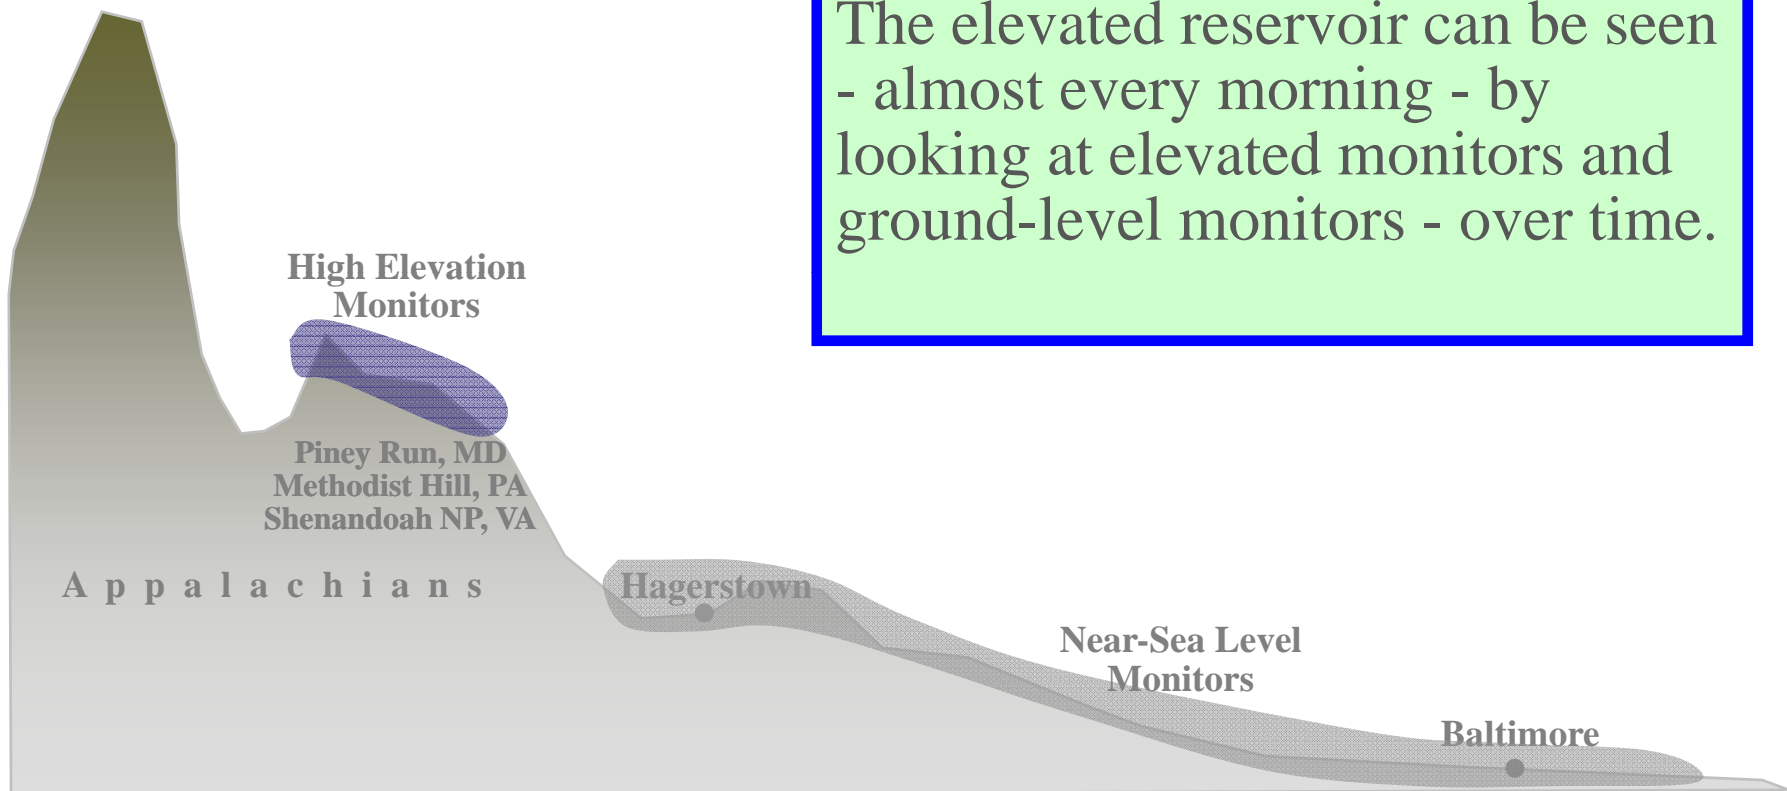 The elevated reservoir can be seen
- almost every morning - by
looking at elevated monitors and
ground-level monitors - over time.
High Elevation
Monitors
Piney Run, MD
Methodist Hill, PA
Shenandoah NP, VA
Appalachians
Hagerstown
Near-Sea Level
Monitors
Baltimore